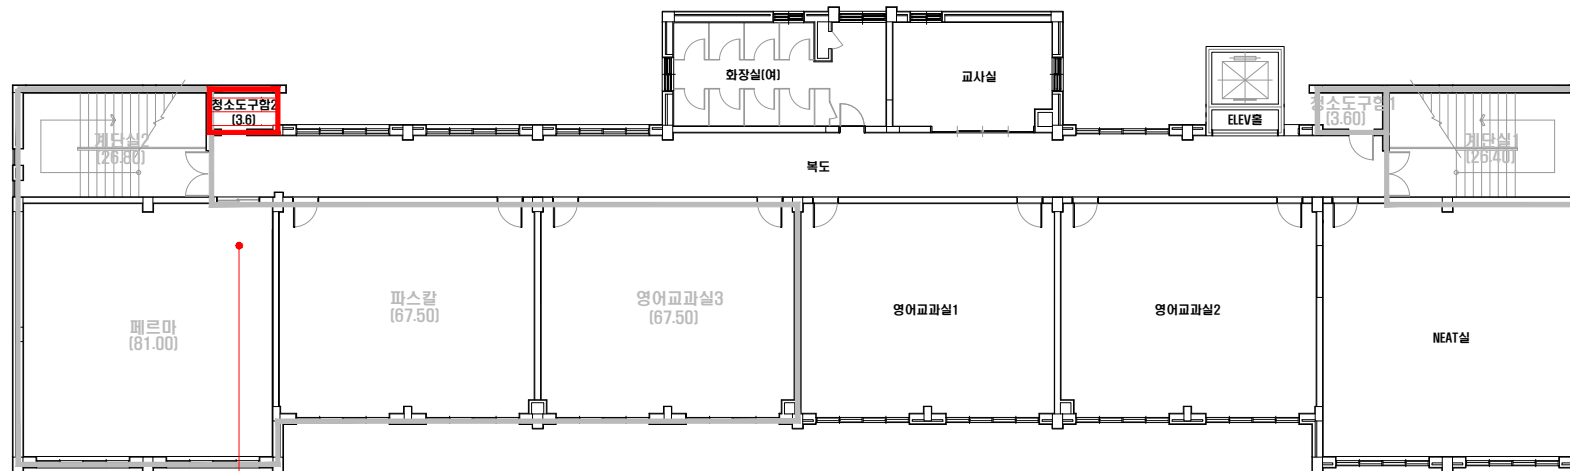 화장실(여)
교사실
청소도구함2
(3.6)
청소도구함1
(3.60)
ELEV홀
계단실2
(26.80)
계단실1
(26.40)
복도
파스칼
(67.50)
영어교과실3
(67.50)
영어교과실1
영어교과실2
페르마
(81.00)
NEAT실